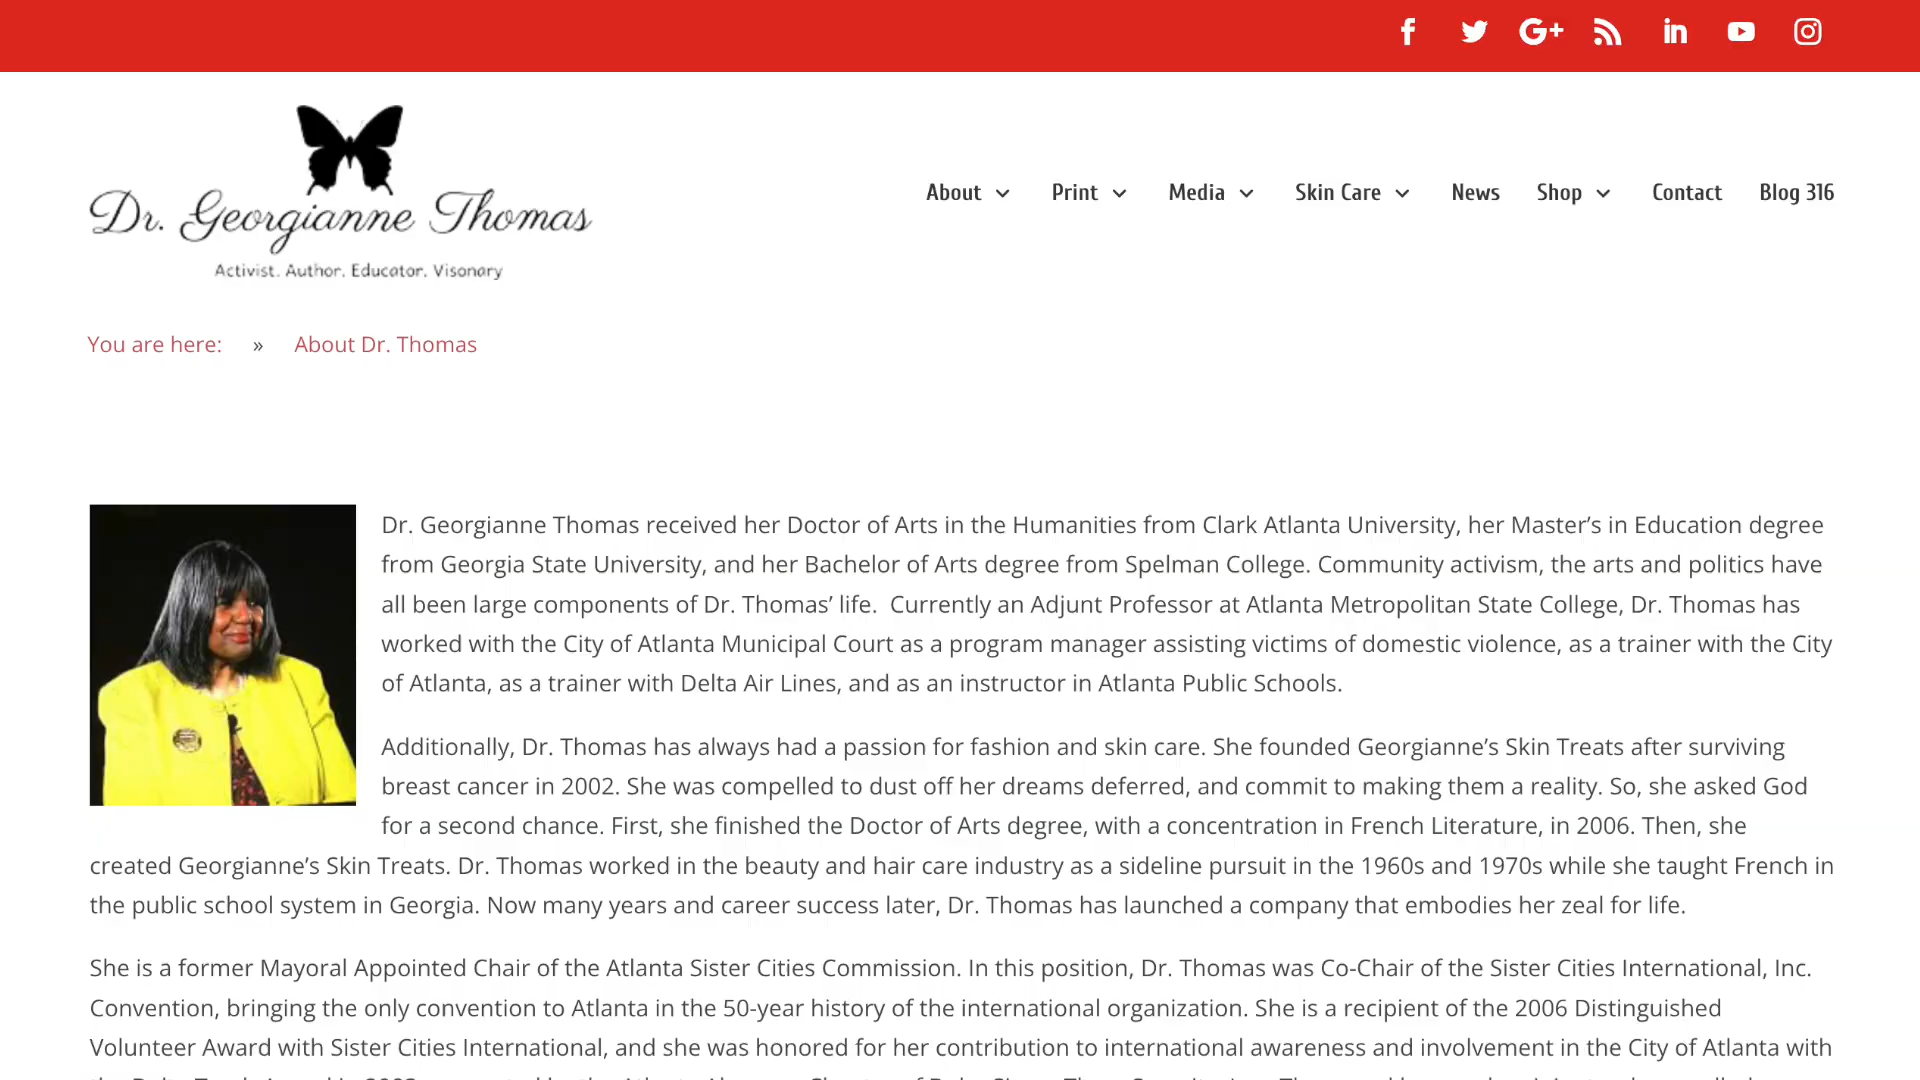 Dr. Georgianne Thomas
Activist. Author. Educator. Visonary
About
Print
Media
Skin Care
News
Shop
Contact
Blog 316
You are here: » About Dr. Thomas
Dr. Georgianne Thomas received her Doctor of Arts in the Humanities from Clark Atlanta University, her Master’s in Education degree
from Georgia State University, and her Bachelor of Arts degree from Spelman College. Community activism, the arts and politics have
all been large components of Dr. Thomas’ life.  Currently an Adjunt Professor at Atlanta Metropolitan State College, Dr. Thomas has
worked with the City of Atlanta Municipal Court as a program manager assisting victims of domestic violence, as a trainer with the City
of Atlanta, as a trainer with Delta Air Lines, and as an instructor in Atlanta Public Schools.
Additionally, Dr. Thomas has always had a passion for fashion and skin care. She founded Georgianne’s Skin Treats after surviving
breast cancer in 2002. She was compelled to dust off her dreams deferred, and commit to making them a reality. So, she asked God
for a second chance. First, she finished the Doctor of Arts degree, with a concentration in French Literature, in 2006. Then, she
created Georgianne’s Skin Treats. Dr. Thomas worked in the beauty and hair care industry as a sideline pursuit in the 1960s and 1970s while she taught French in
the public school system in Georgia. Now many years and career success later, Dr. Thomas has launched a company that embodies her zeal for life.
She is a former Mayoral Appointed Chair of the Atlanta Sister Cities Commission. In this position, Dr. Thomas was Co-Chair of the Sister Cities International, Inc.
Convention, bringing the only convention to Atlanta in the 50-year history of the international organization. She is a recipient of the 2006 Distinguished
Volunteer Award with Sister Cities International, and she was honored for her contribution to international awareness and involvement in the City of Atlanta with